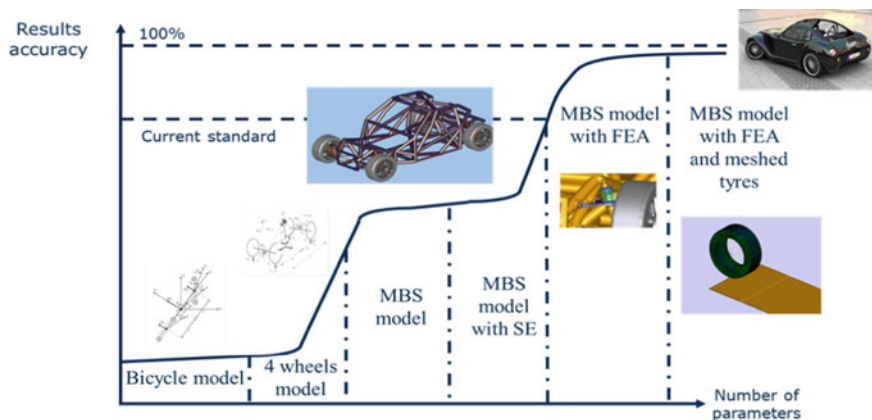 Results
accuracy
100%
Current standard
Bicycle model
4 wheels
model
MBS
model
MBS
model
with SE
MBS model
with FEA
MBS model
with FEA
and meshed
tyres
Number of
parameters